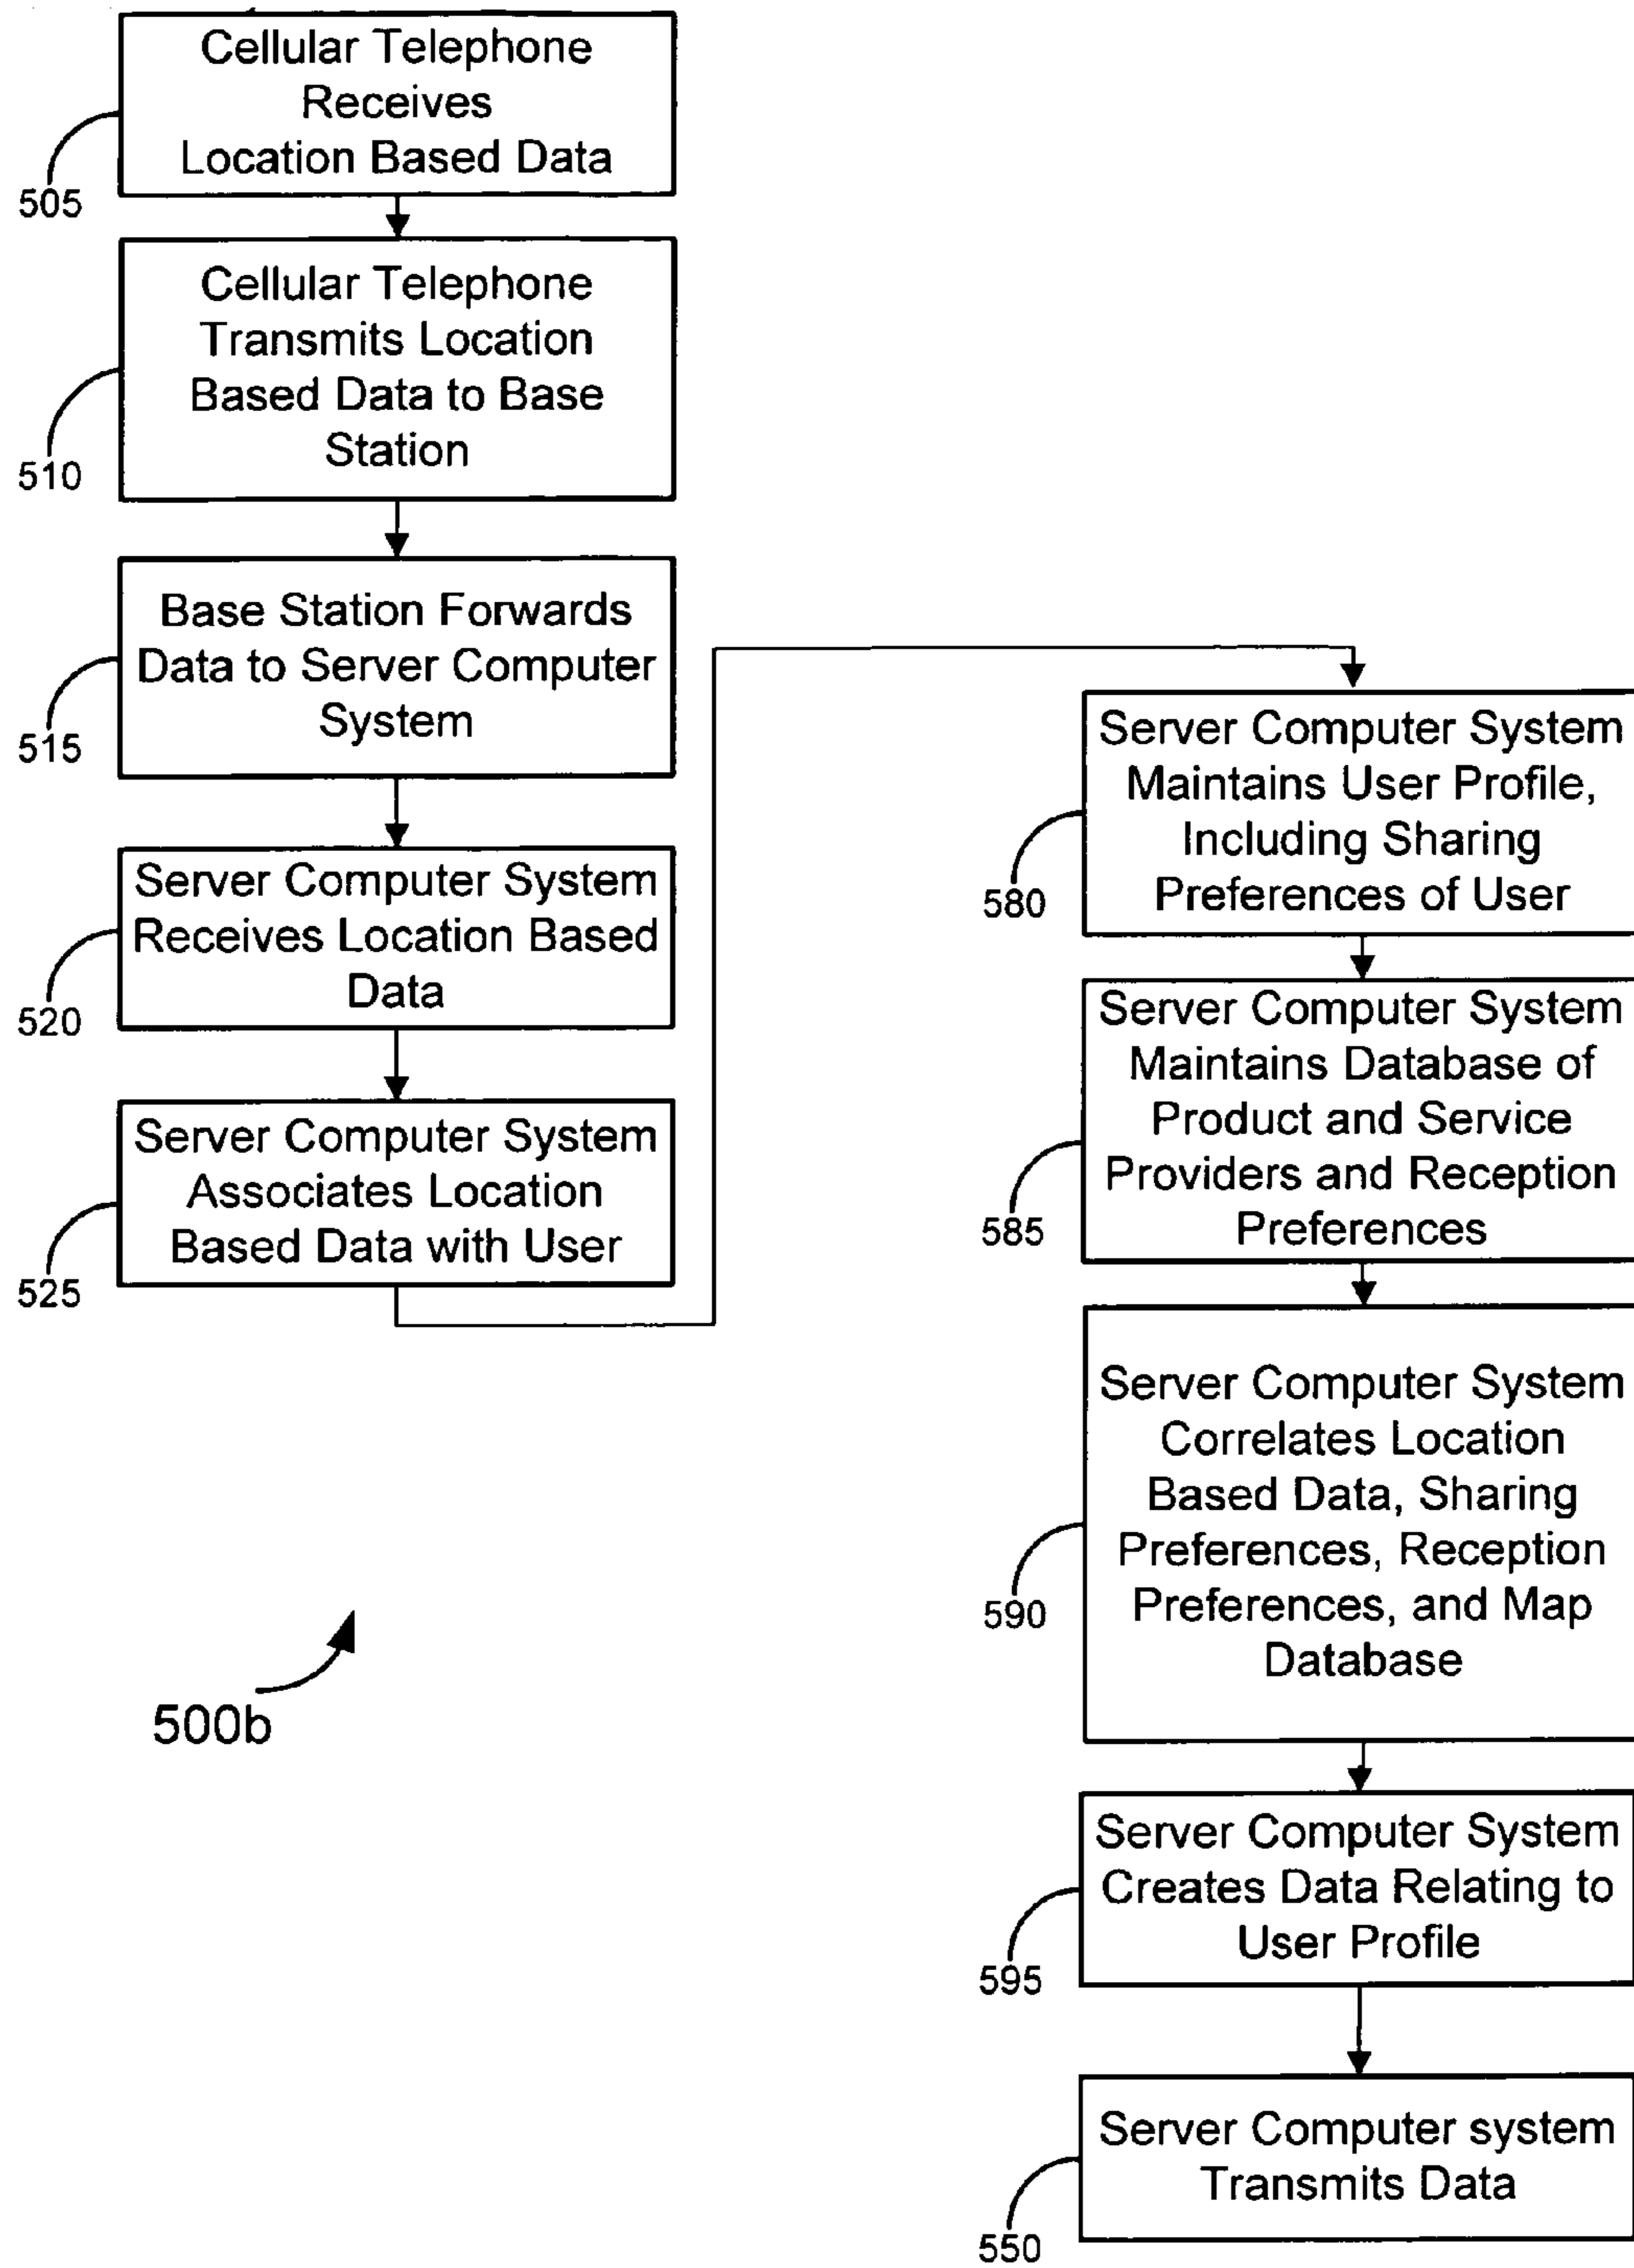 Cellular Telephone
Receives
Location Based Data
505
Cellular Telephone
Transmits Location
Based Data to Base
Station
510
Base Station Forwards
Data to Server Computer
System
515
Server Computer System
Receives Location Based
Data
520
Server Computer System
Associates Location
Based Data with User
525
Server Computer System
Maintains User Profile,
Including Sharing
Preferences of User
580
Server Computer System
Maintains Database of
Product and Service
Providers and Reception
Preferences
585
Server Computer System
Correlates Location
Based Data, Sharing
Preferences, Reception
Preferences, and Map
Database
590
Server Computer System
Creates Data Relating to
User Profile
595
Server Computer system
Transmits Data
550
500b